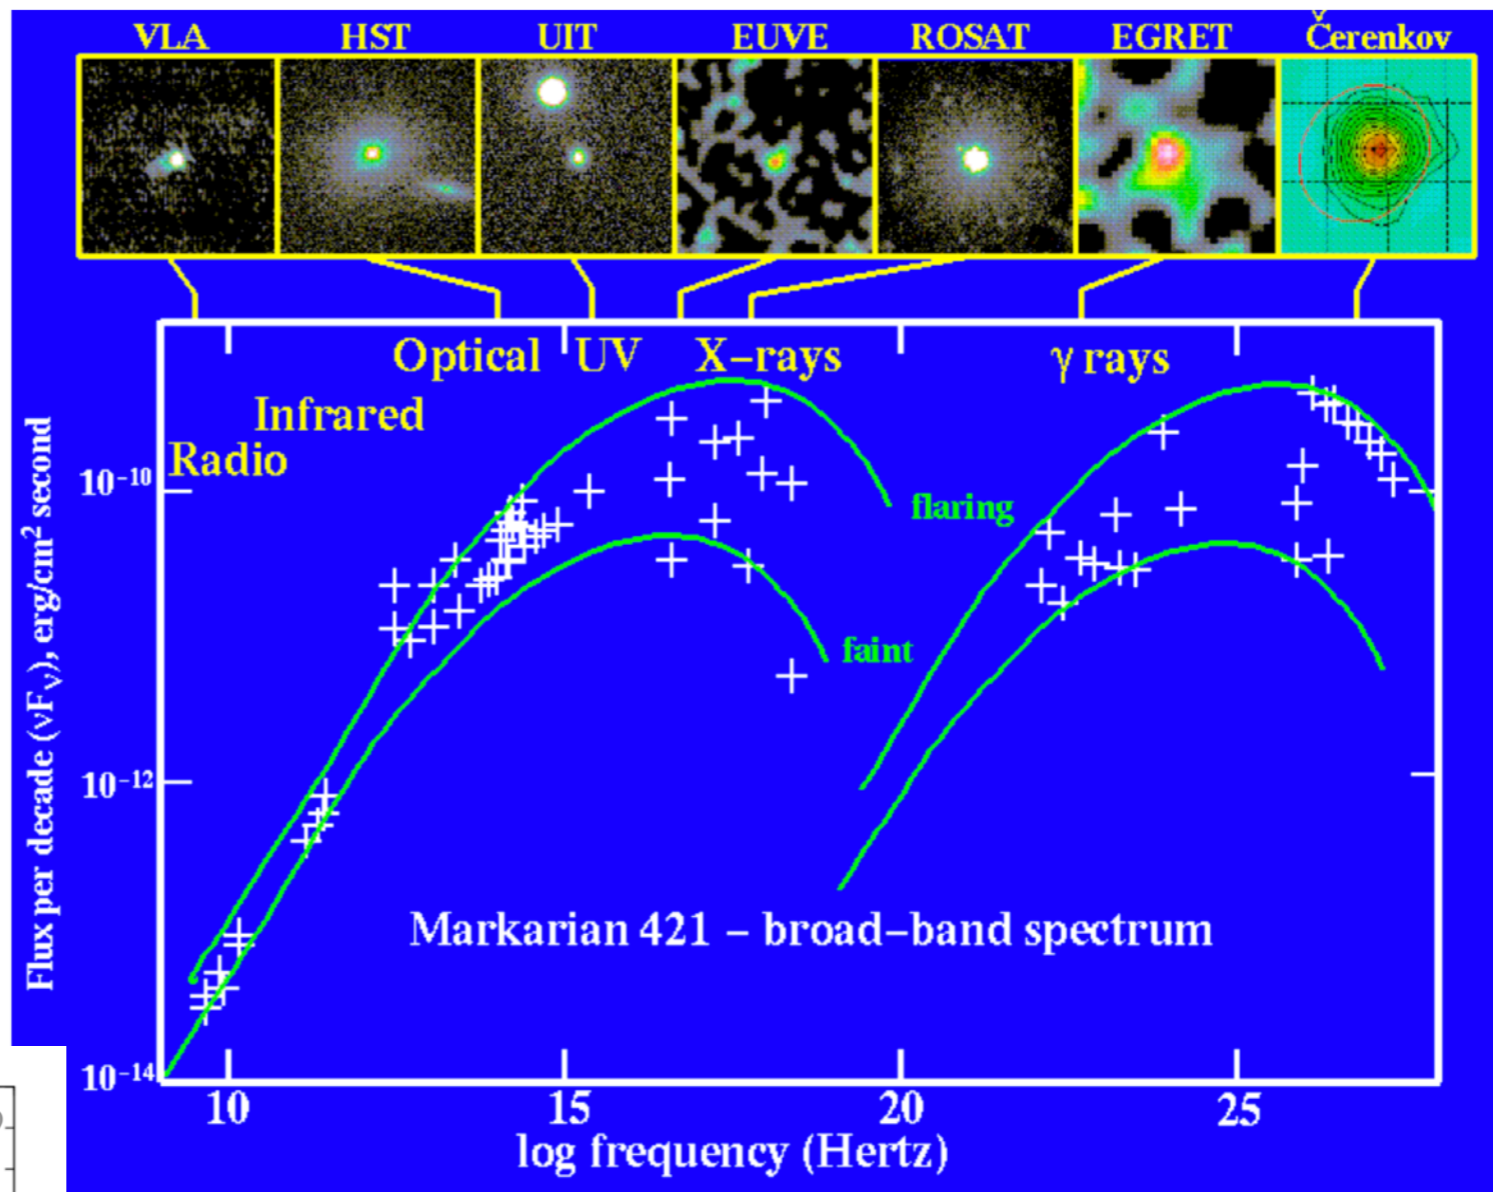 VLA HST UIT EUVE ROSAT EGRET Čerenkov
Optical UV X-rays γ rays
Infrared
Radio
10⁻¹⁰
flaring
faint
10⁻¹²
Markarian 421 – broad-band spectrum
10⁻¹⁴
10 15 20 25
log frequency (Hertz)
Flux per decade (νFν), erg/cm² second